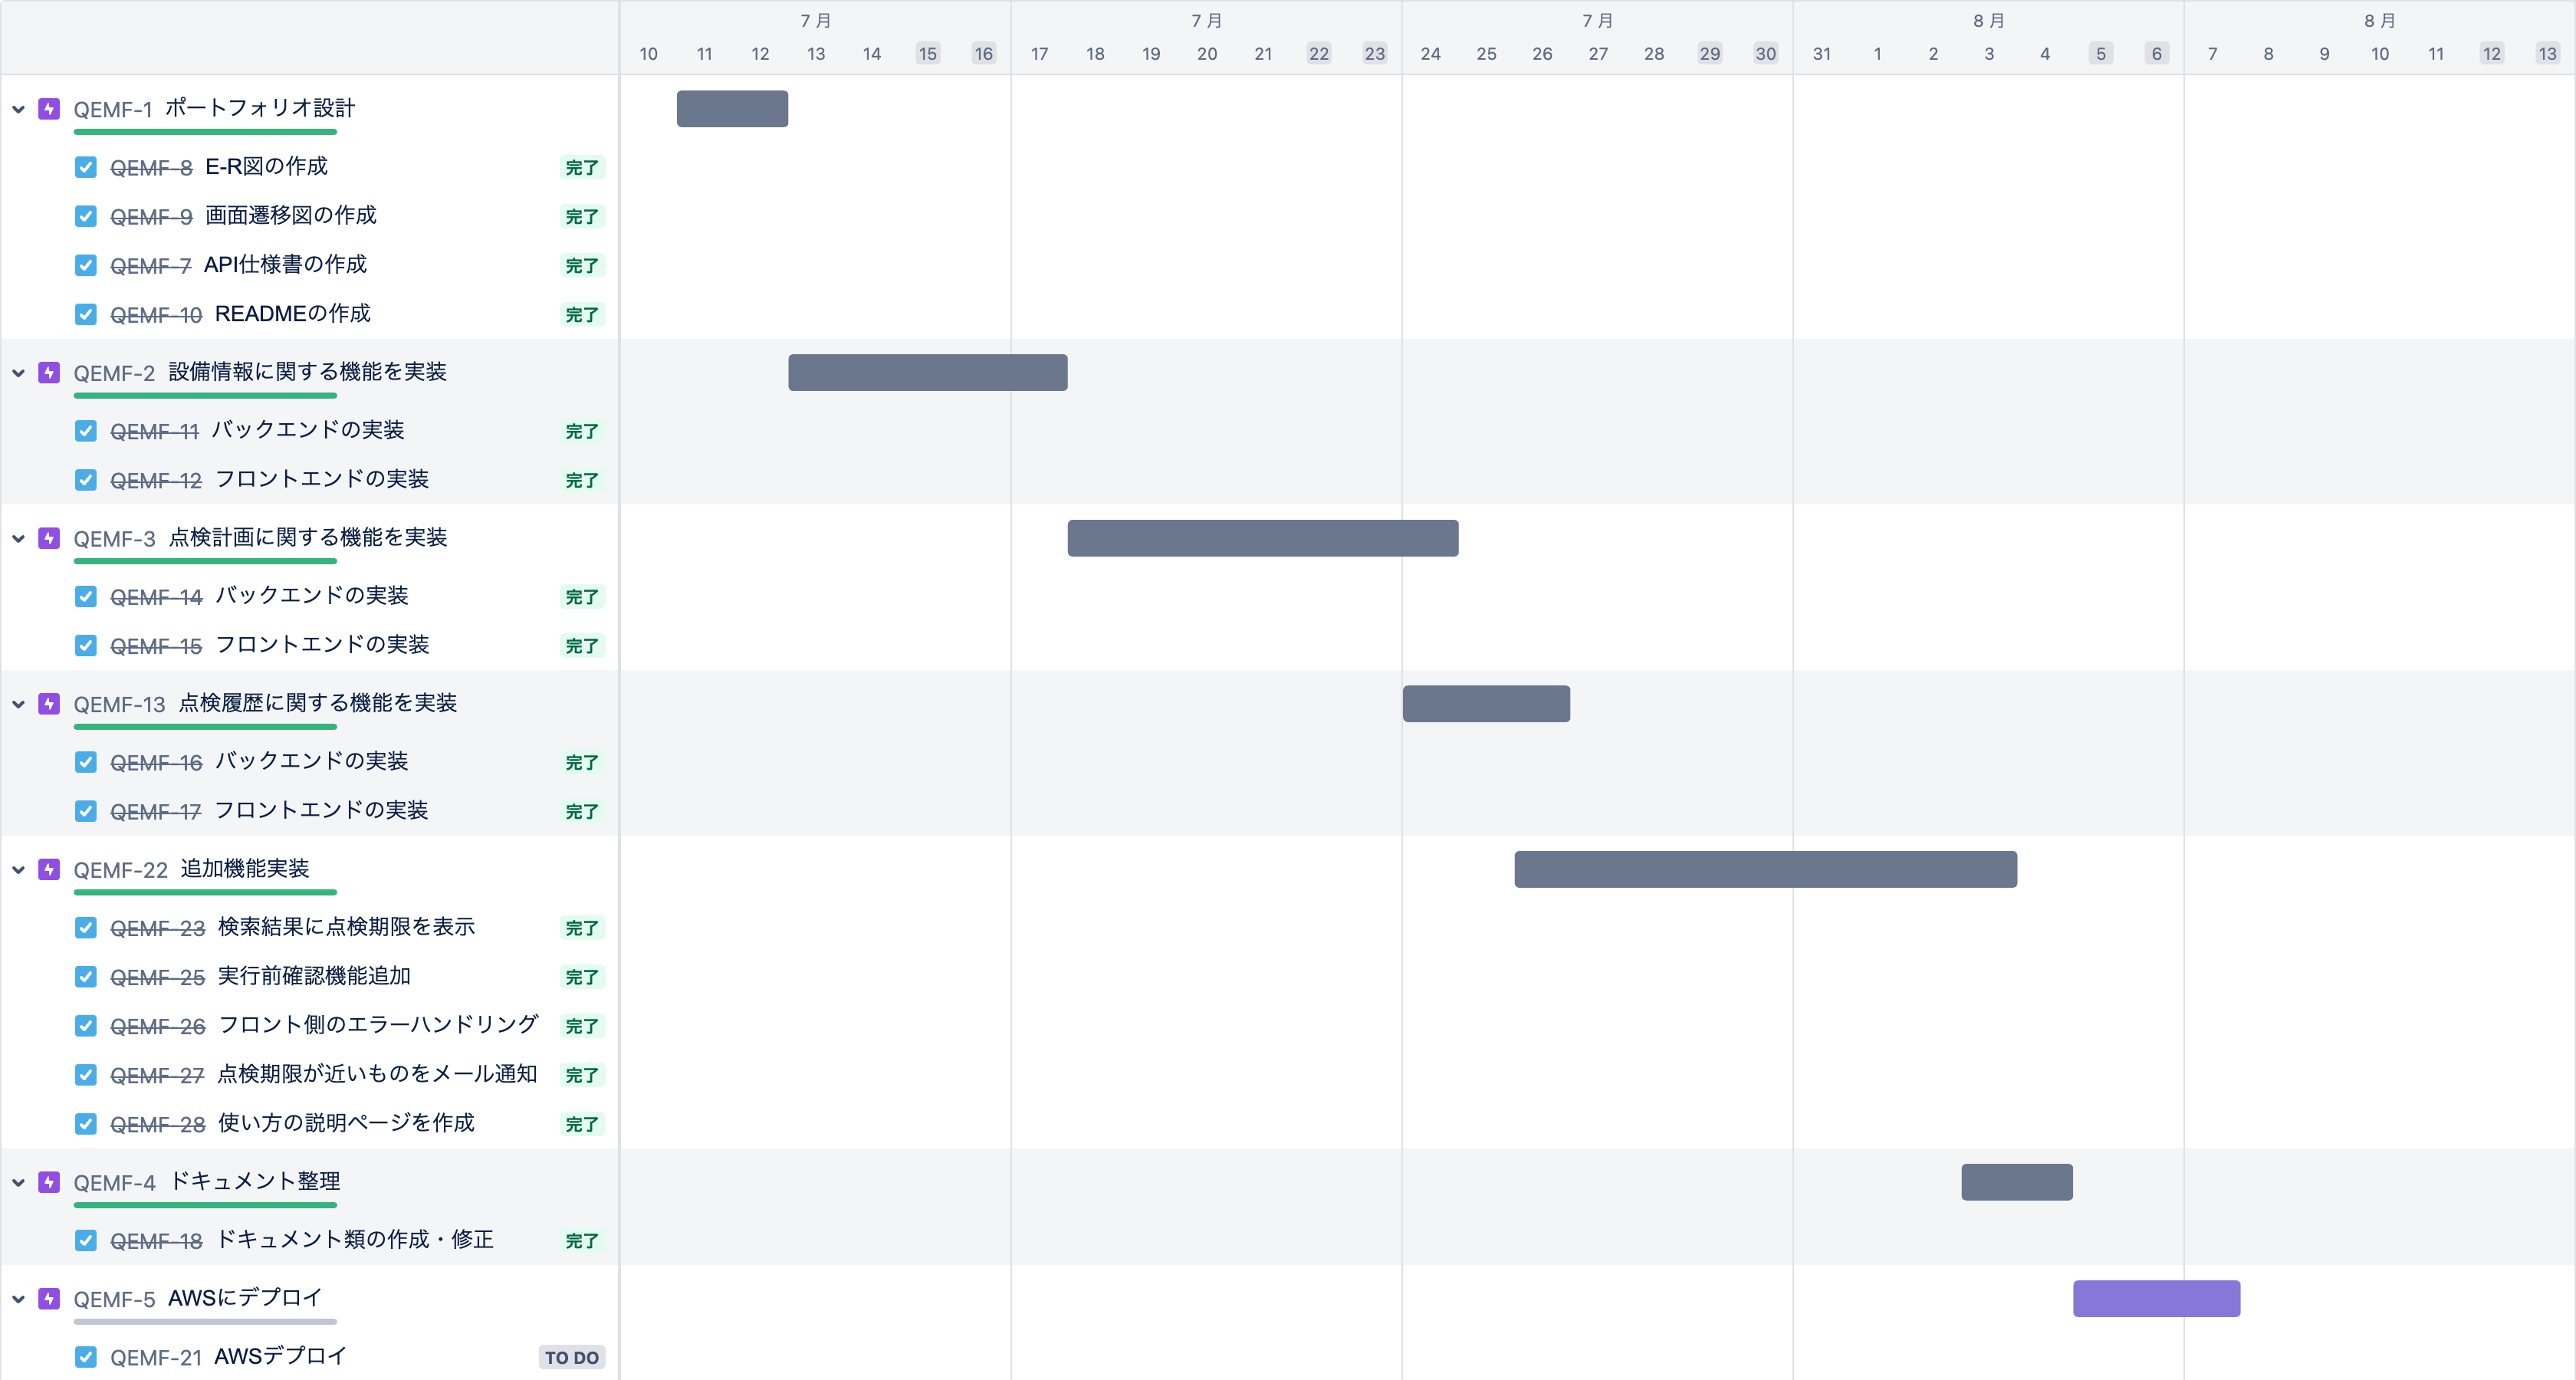 7 月 7 月 7 月 8 月 8 月
10 11 12 13 14 15 16 17 18 19 20 21 22 23 24 25 26 27 28 29 30 31 1 2 3 4 5 6 7 8 9 10 11 12 13
QEMF-1 ポートフォリオ設計
QEMF-8 E-R図の作成 完了
QEMF-9 画面遷移図の作成 完了
QEMF-7 API仕様書の作成 完了
QEMF-10 READMEの作成 完了
QEMF-2 設備情報に関する機能を実装
QEMF-11 バックエンドの実装 完了
QEMF-12 フロントエンドの実装 完了
QEMF-3 点検計画に関する機能を実装
QEMF-14 バックエンドの実装 完了
QEMF-15 フロントエンドの実装 完了
QEMF-13 点検履歴に関する機能を実装
QEMF-16 バックエンドの実装 完了
QEMF-17 フロントエンドの実装 完了
QEMF-22 追加機能実装
QEMF-23 検索結果に点検期限を表示 完了
QEMF-25 実行前確認機能追加 完了
QEMF-26 フロント側のエラーハンドリング 完了
QEMF-27 点検期限が近いものをメール通知 完了
QEMF-28 使い方の説明ページを作成 完了
QEMF-4 ドキュメント整理
QEMF-18 ドキュメント類の作成・修正 完了
QEMF-5 AWSにデプロイ
QEMF-21 AWSデプロイ TO DO